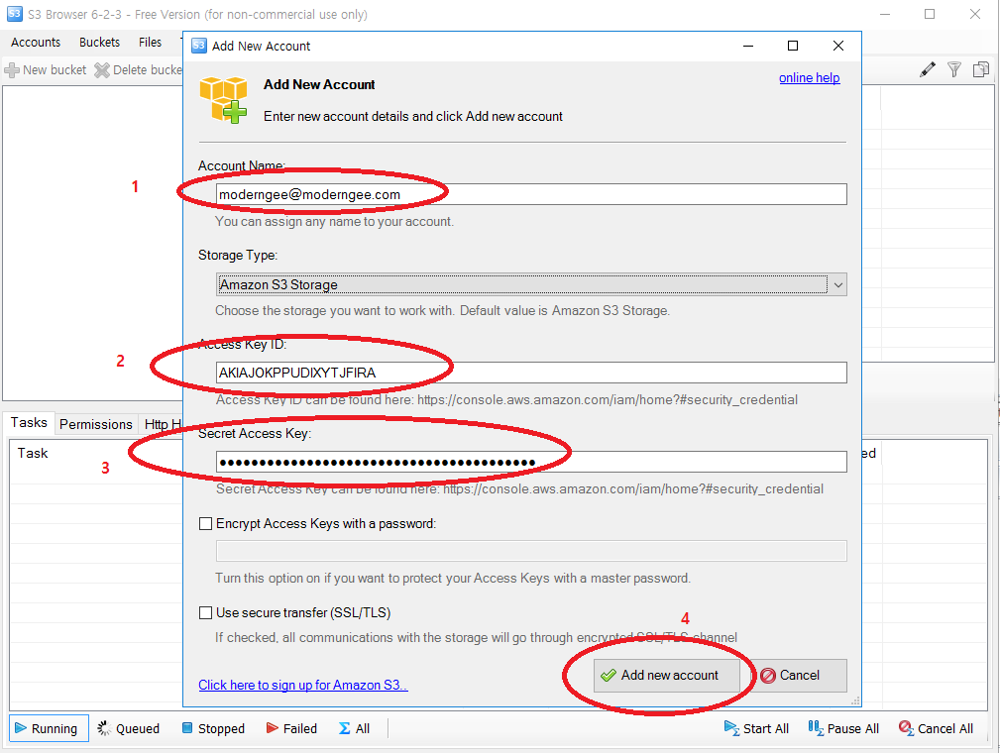 S3 Browser 6-2-3 - Free Version (for non-commercial use only)
Accounts Buckets Files
New bucket Delete bucke
S3 Add New Account
online help
Add New Account
Enter new account details and click Add new account
Account Name:
1
moderngee@moderngee.com
You can assign any name to your account.
Storage Type:
Amazon S3 Storage
Choose the storage you want to work with. Default value is Amazon S3 Storage.
Access Key ID:
2
AKIAJOKPPUDIXYTJFIRA
Access Key ID can be found here: https://console.aws.amazon.com/iam/home?#security_credential
Tasks Permissions Http H
Secret Access Key:
Task ed
3
●●●●●●●●●●●●●●●●●●●●●●●●●●●●●●●●●●●●●●●●
Secret Access Key can be found here: https://console.aws.amazon.com/iam/home?#security_credential
Encrypt Access Keys with a password:
Turn this option on if you want to protect your Access Keys with a master password.
Use secure transfer (SSL/TLS)
4
If checked, all communications with the storage will go through encrypted SSL/TLS channel
Add new account Cancel
Click here to sign up for Amazon S3..
Running Queued Stopped Failed All Start All Pause All Cancel All